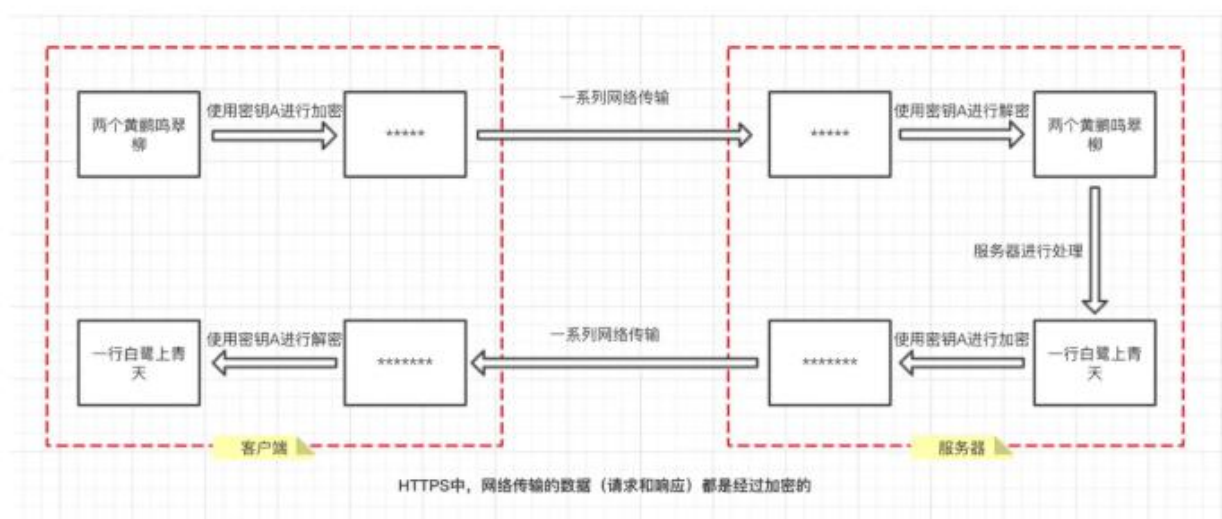 两个黄鹂鸣翠
柳
使用密钥A进行加密
*****
一系列网络传输
*****
使用密钥A进行解密
两个黄鹂鸣翠
柳
服务器进行处理
一行白鹭上青
天
使用密钥A进行解密
*******
一系列网络传输
*******
使用密钥A进行加密
一行白鹭上青
天
客户端
服务器
HTTPS中，网络传输的数据（请求和响应）都是经过加密的